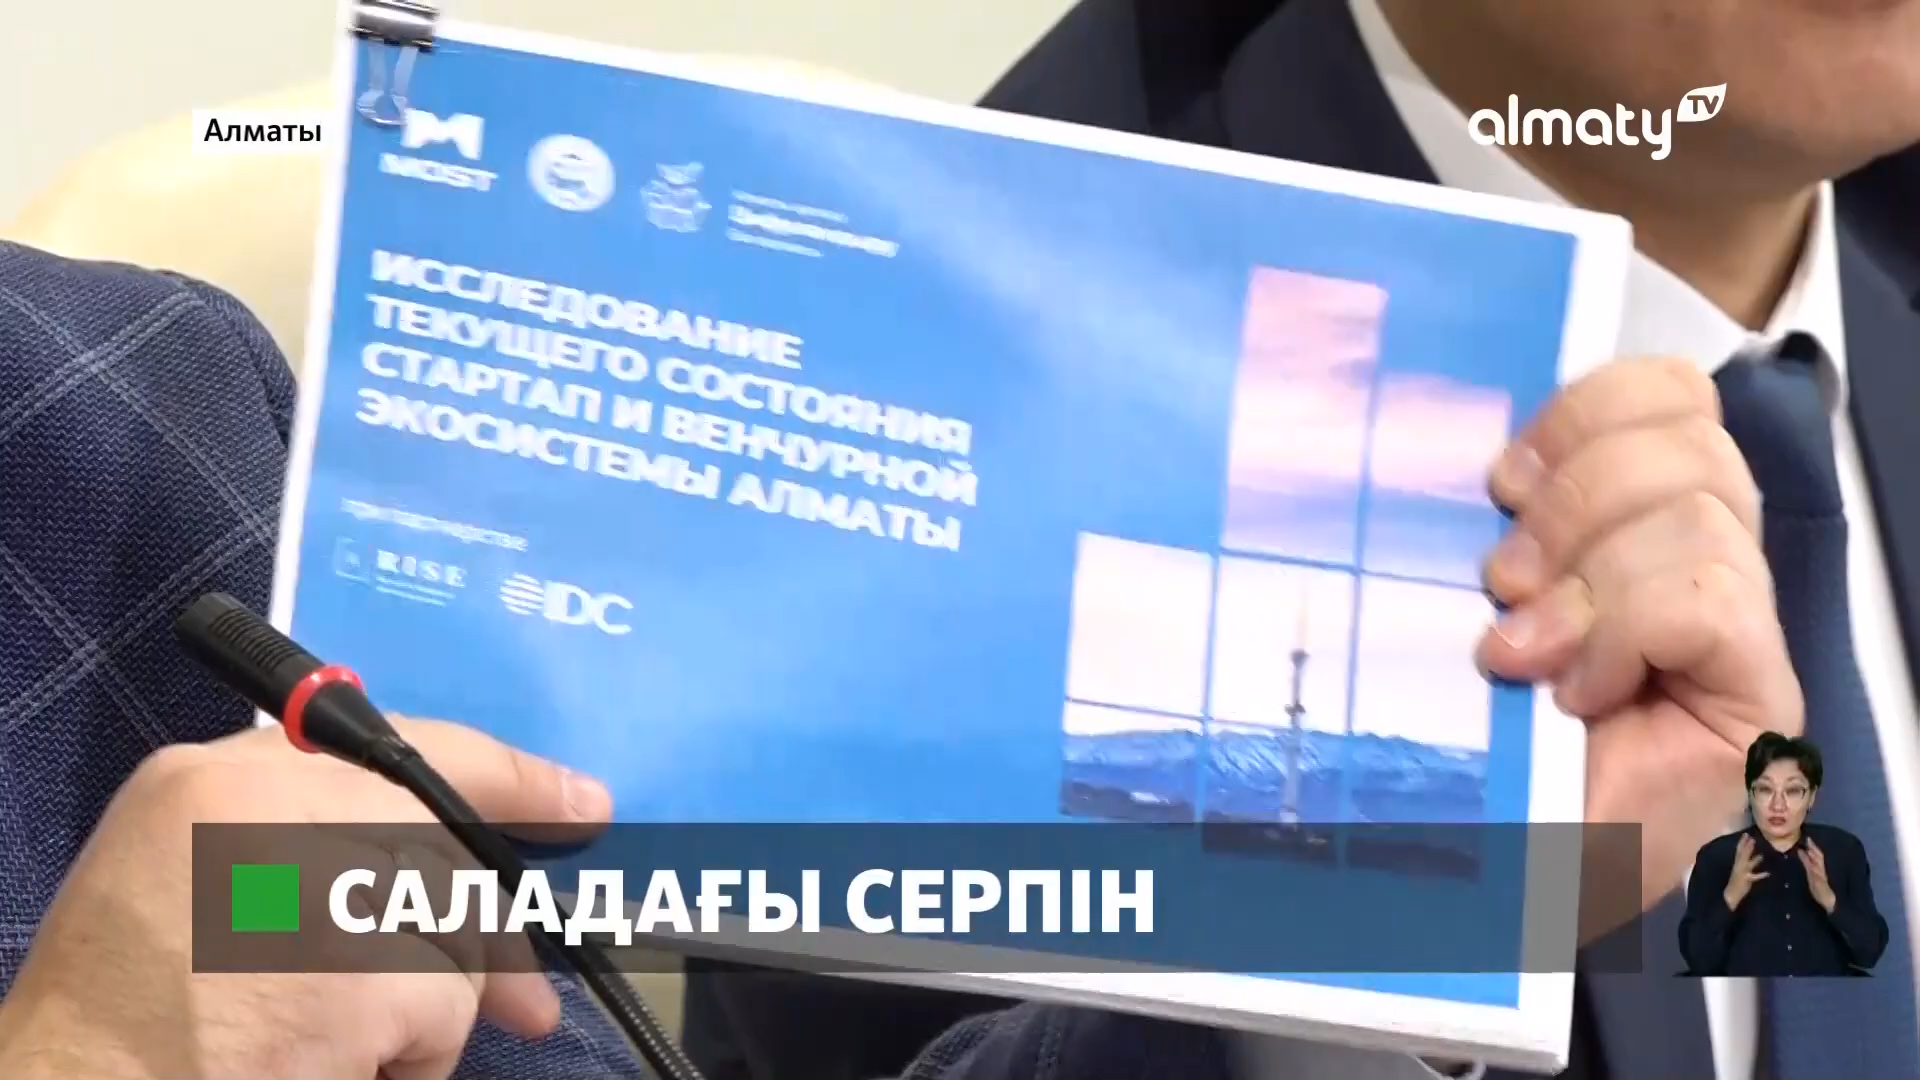 Алматы
almaty TV
MOST
ИССЛЕДОВАНИЕ
ТЕКУЩЕГО СОСТОЯНИЯ
СТАРТАП И ВЕНЧУРНОЙ
ЭКОСИСТЕМЫ АЛМАТЫ
RISE
IDC
САЛАДАҒЫ СЕРПІН